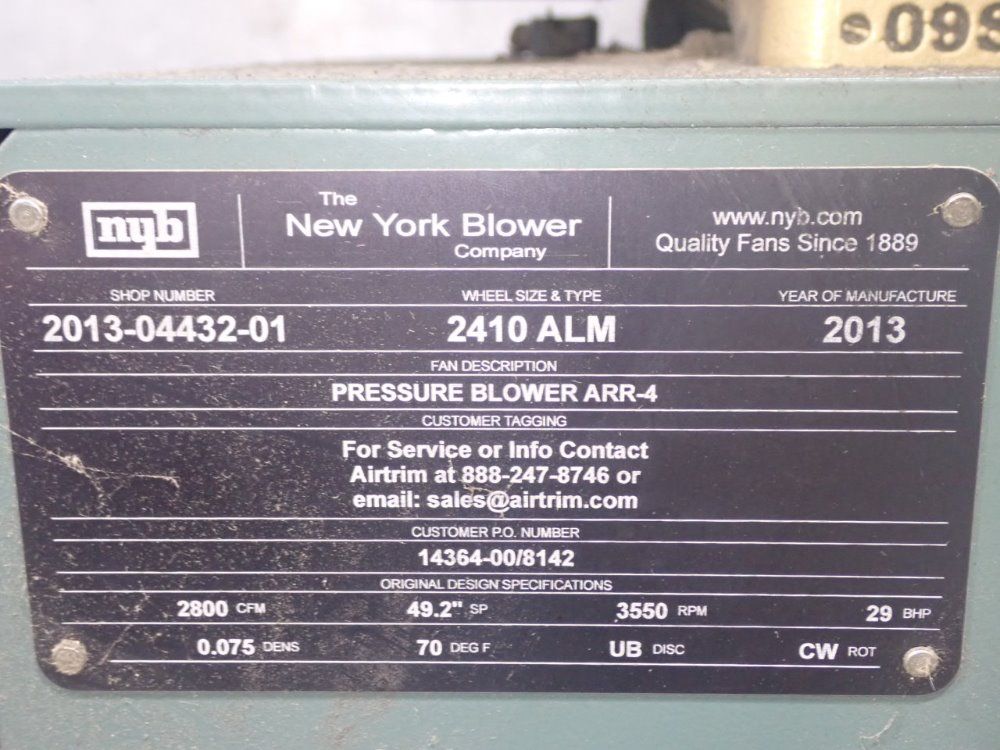 09
nyb
The
New York Blower
Company
www.nyb.com
Quality Fans Since 1889
SHOP NUMBER
WHEEL SIZE & TYPE
YEAR OF MANUFACTURE
2013-04432-01
2410 ALM
2013
FAN DESCRIPTION
PRESSURE BLOWER ARR-4
CUSTOMER TAGGING
For Service or Info Contact
Airtrim at 888-247-8746 or
email: sales@airtrim.com
CUSTOMER P.O. NUMBER
14364-00/8142
ORIGINAL DESIGN SPECIFICATIONS
2800 CFM 49.2" SP 3550 RPM 29 BHP
0.075 DENS 70 DEG F UB DISC CW ROT